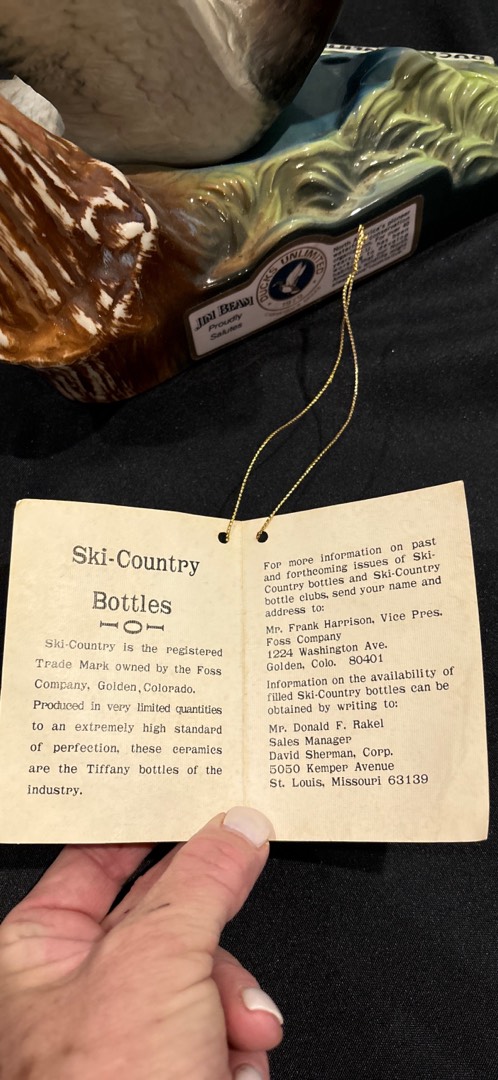 DUCKS UNLIMITED
JIM BEAM
Proudly
Salutes
Ski-Country
Bottles
Ski-Country is the registered
Trade Mark owned by the Foss
Company, Golden, Colorado.
Produced in very limited quantities
to an extremely high standard
of perfection, these ceramics
are the Tiffany bottles of the
industry.
For more information on past
and forthcoming issues of Ski-
Country bottles and Ski-Country
bottle clubs, send your name and
address to:
Mr. Frank Harrison, Vice Pres.
Foss Company
1224 Washington Ave.
Golden, Colo. 80401
Information on the availability of
filled Ski-Country bottles can be
obtained by writing to:
Mr. Donald F. Rakel
Sales Manager
David Sherman, Corp.
5050 Kemper Avenue
St. Louis, Missouri 63139